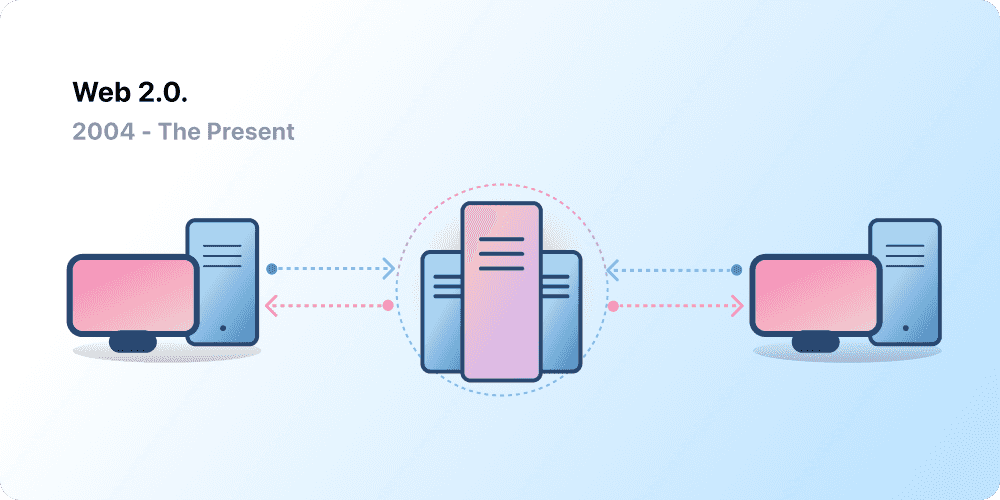 Web 2.0.
2004 - The Present